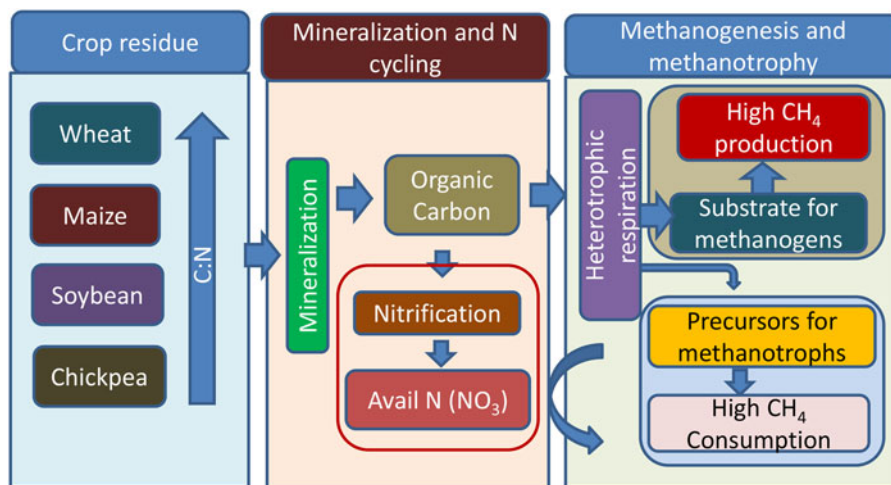 Crop residue
Wheat
Maize
Soybean
Chickpea
C:N
Mineralization and N
cycling
Mineralization
Organic
Carbon
Nitrification
Avail N (NO₃)
Methanogenesis and
methanotrophy
Heterotrophic
respiration
High CH₄
production
Substrate for
methanogens
Precursors for
methanotrophs
High CH₄
Consumption